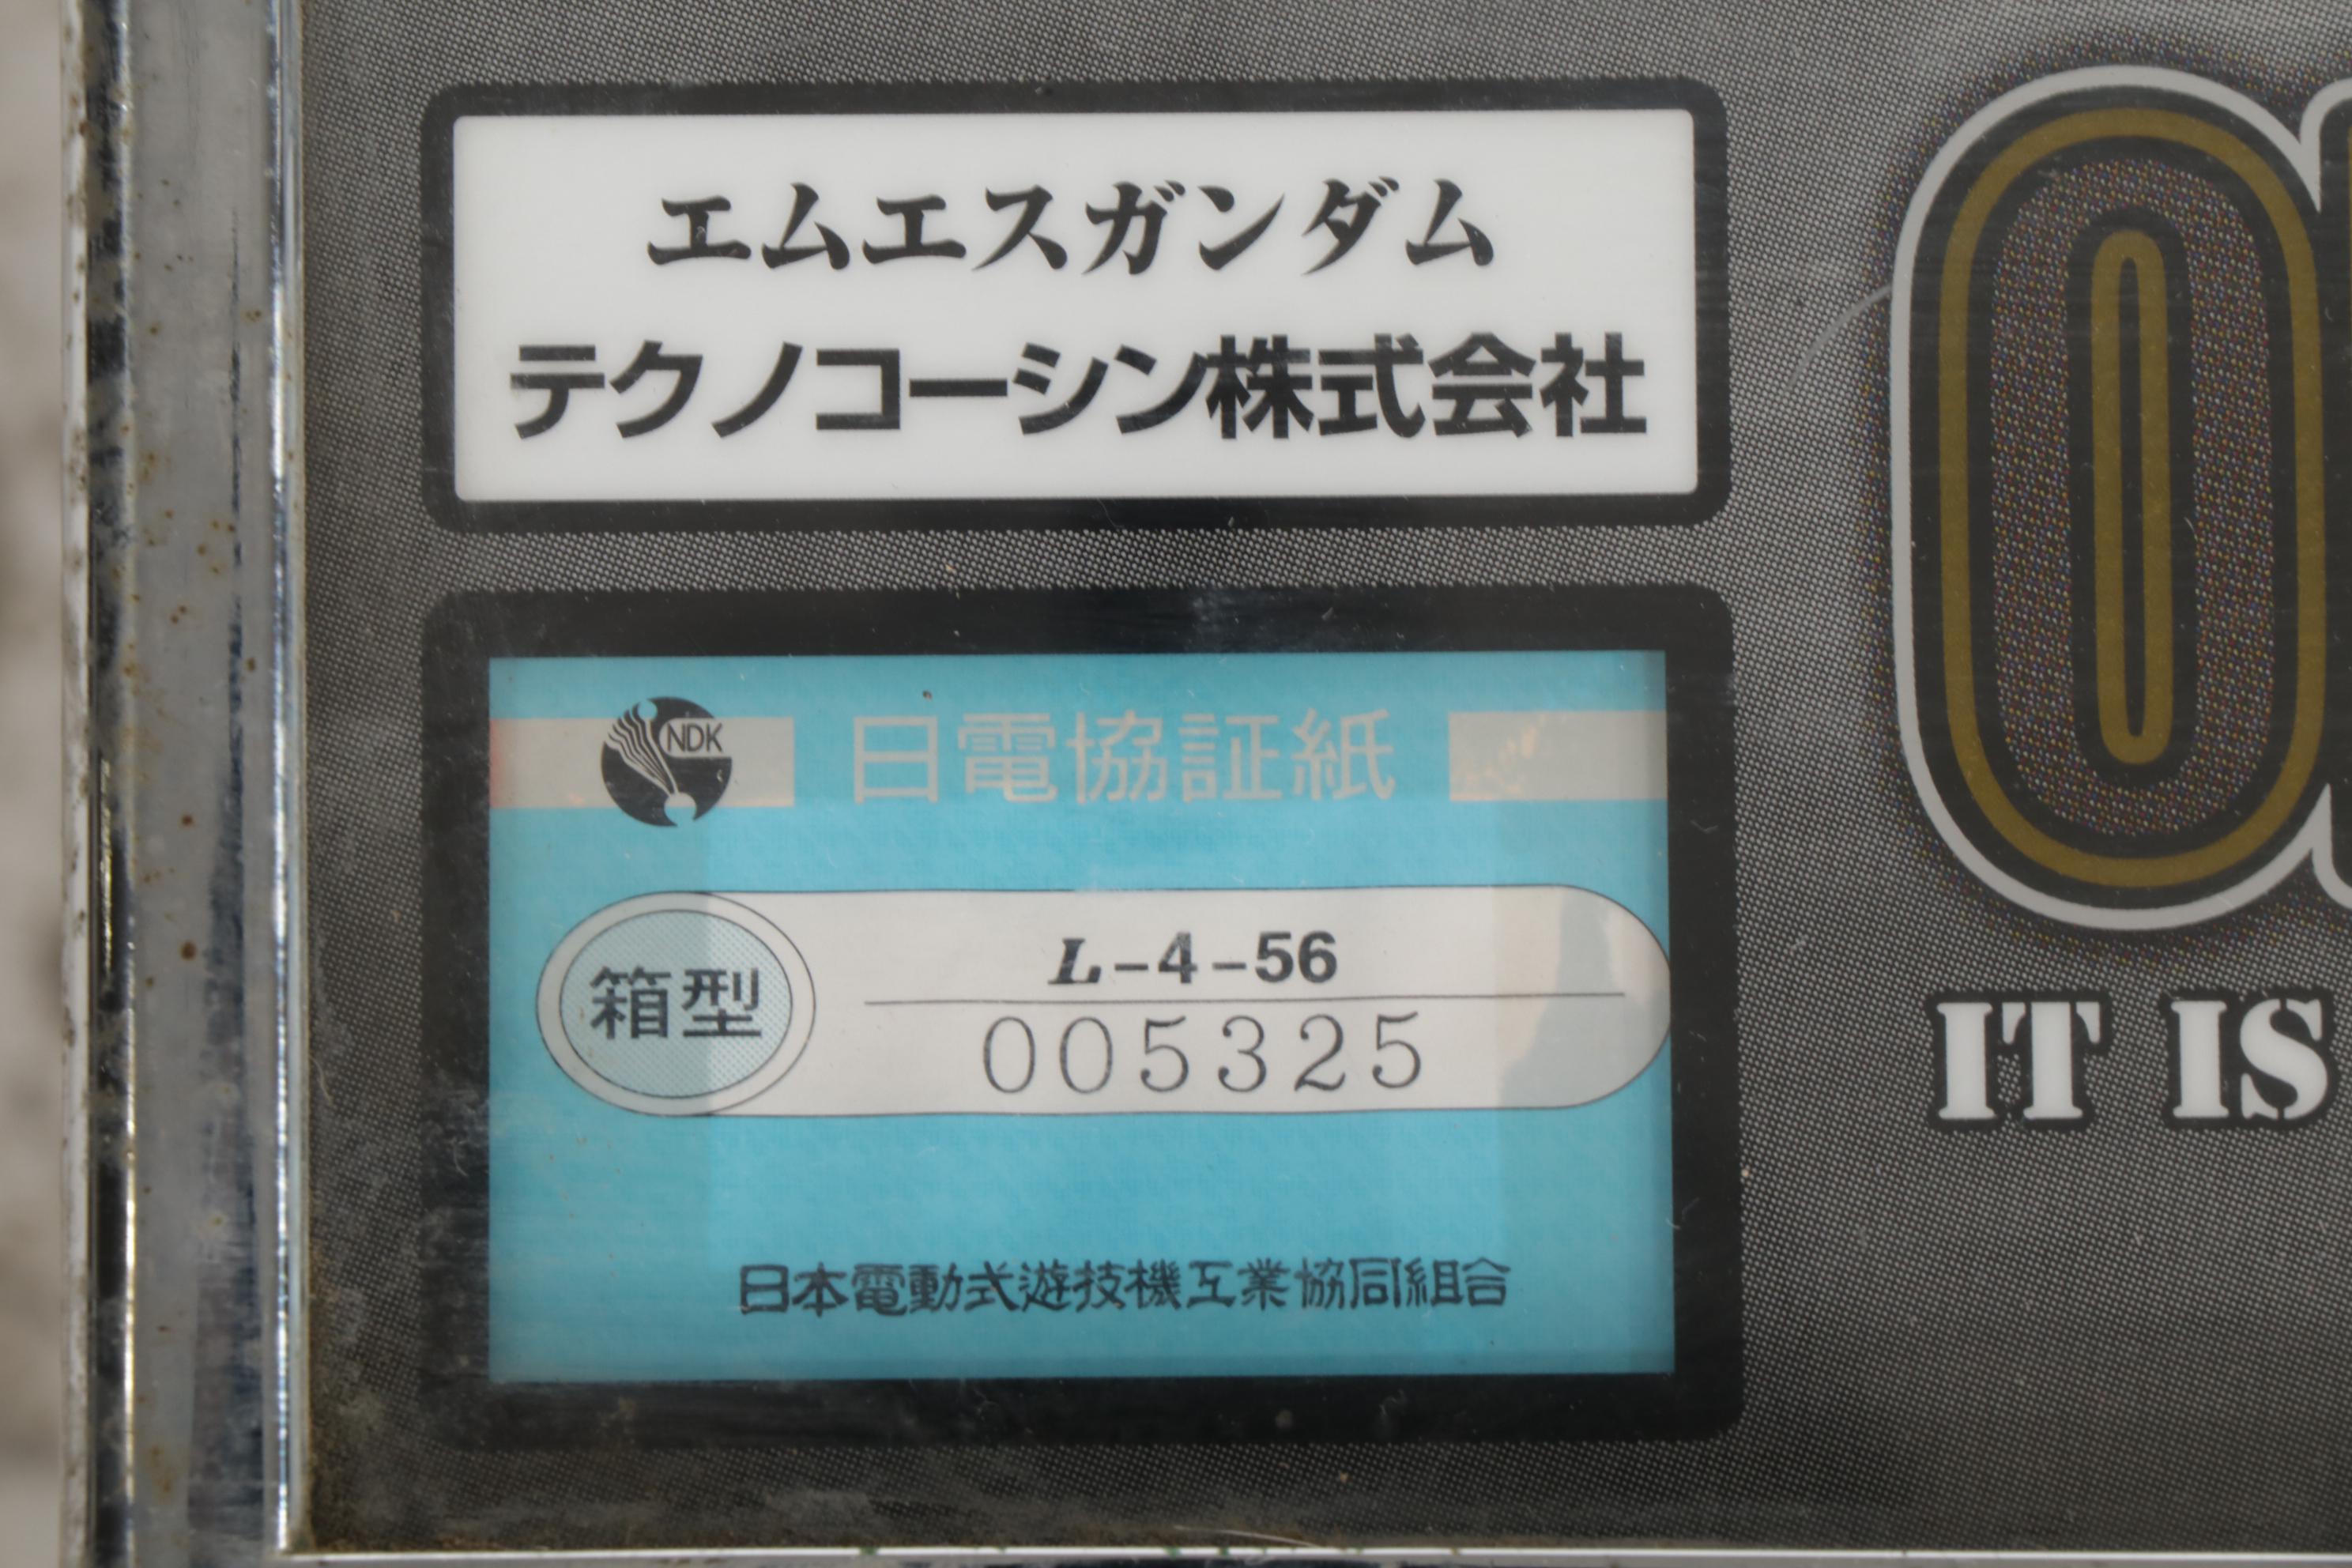 エムエスガンダム
テクノコーシン株式会社
NDK
日電協証紙
箱型
L-4-56
005325
日本電動式遊技機工業協同組合
IT IS